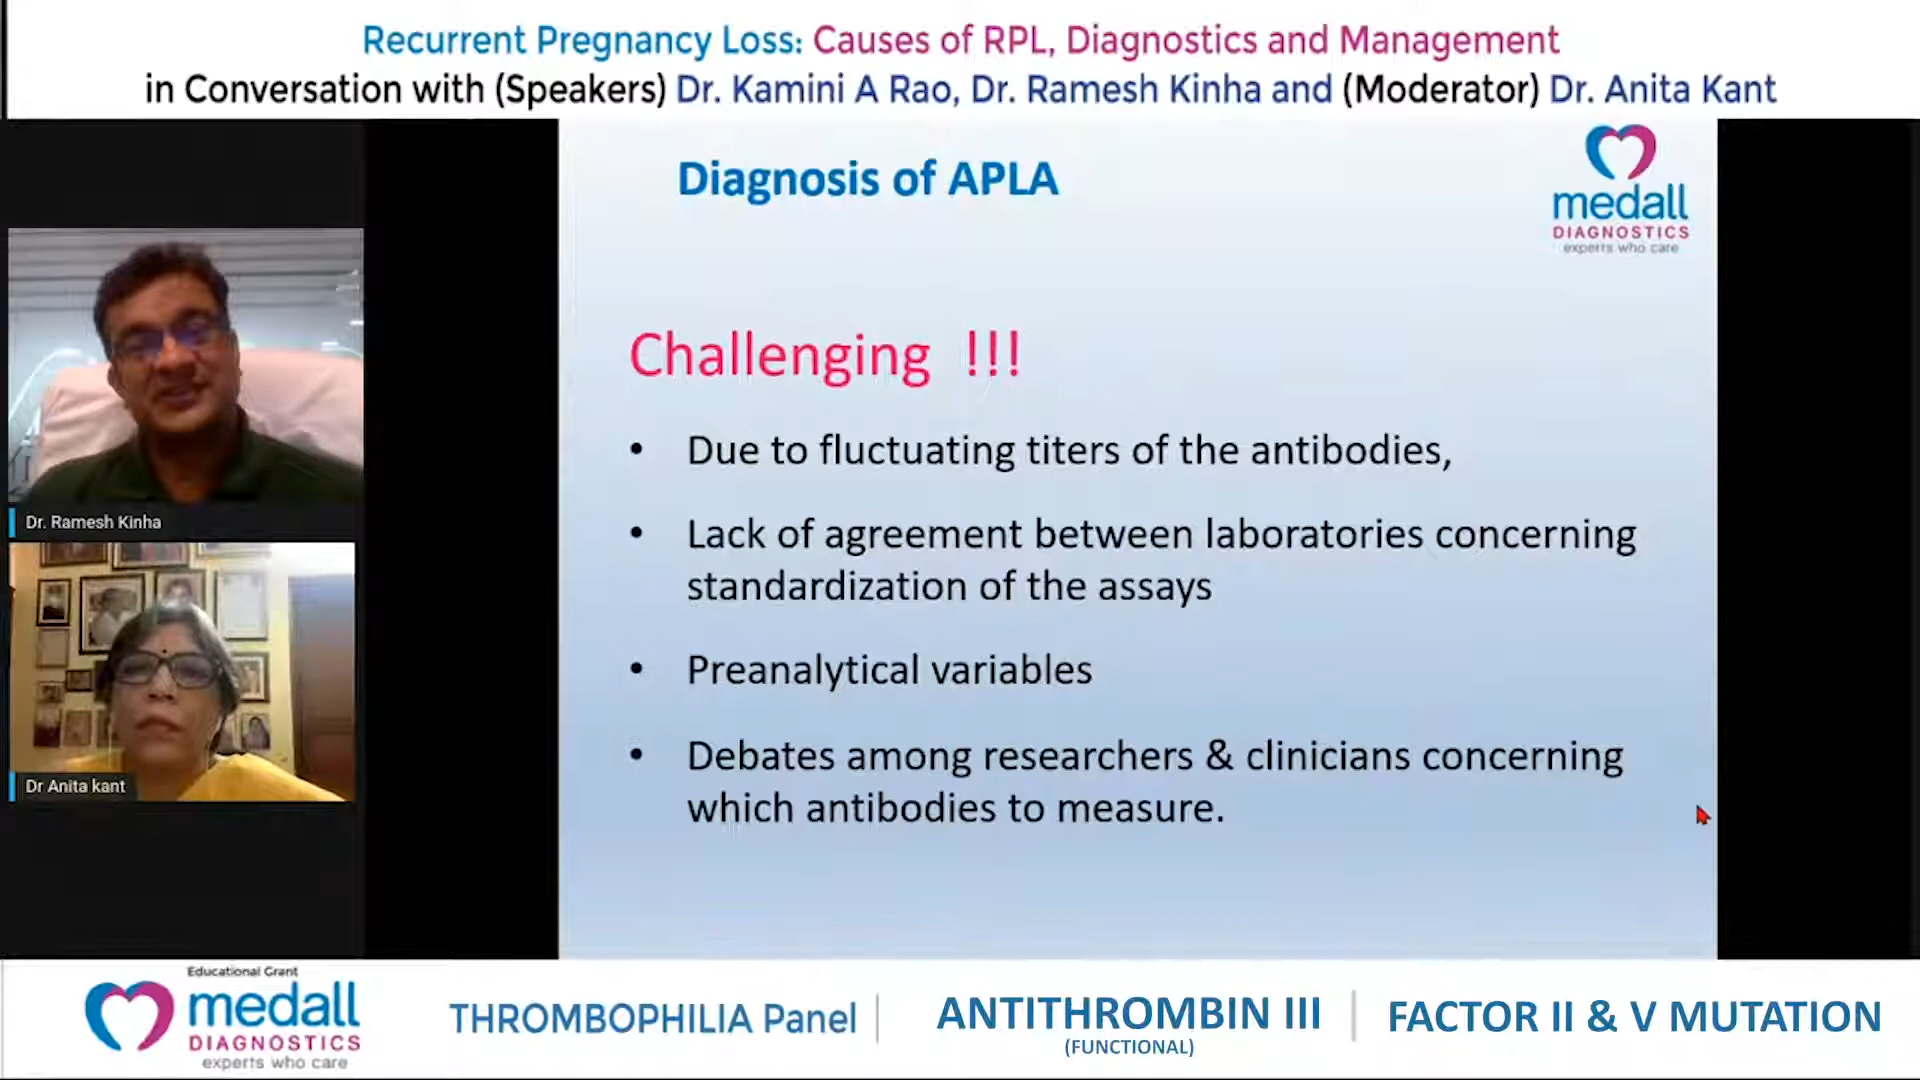 Recurrent Pregnancy Loss: Causes of RPL, Diagnostics and Management
in Conversation with (Speakers) Dr. Kamini A Rao, Dr. Ramesh Kinha and (Moderator) Dr. Anita Kant
Diagnosis of APLA
medall
DIAGNOSTICS
experts who care
Challenging !!!
• Due to fluctuating titers of the antibodies,
• Lack of agreement between laboratories concerning
standardization of the assays
• Preanalytical variables
• Debates among researchers & clinicians concerning
which antibodies to measure.
Dr. Ramesh Kinha
Dr Anita kant
Educational Grant
medall
DIAGNOSTICS
experts who care
THROMBOPHILIA Panel
ANTITHROMBIN III
(FUNCTIONAL)
FACTOR II & V MUTATION